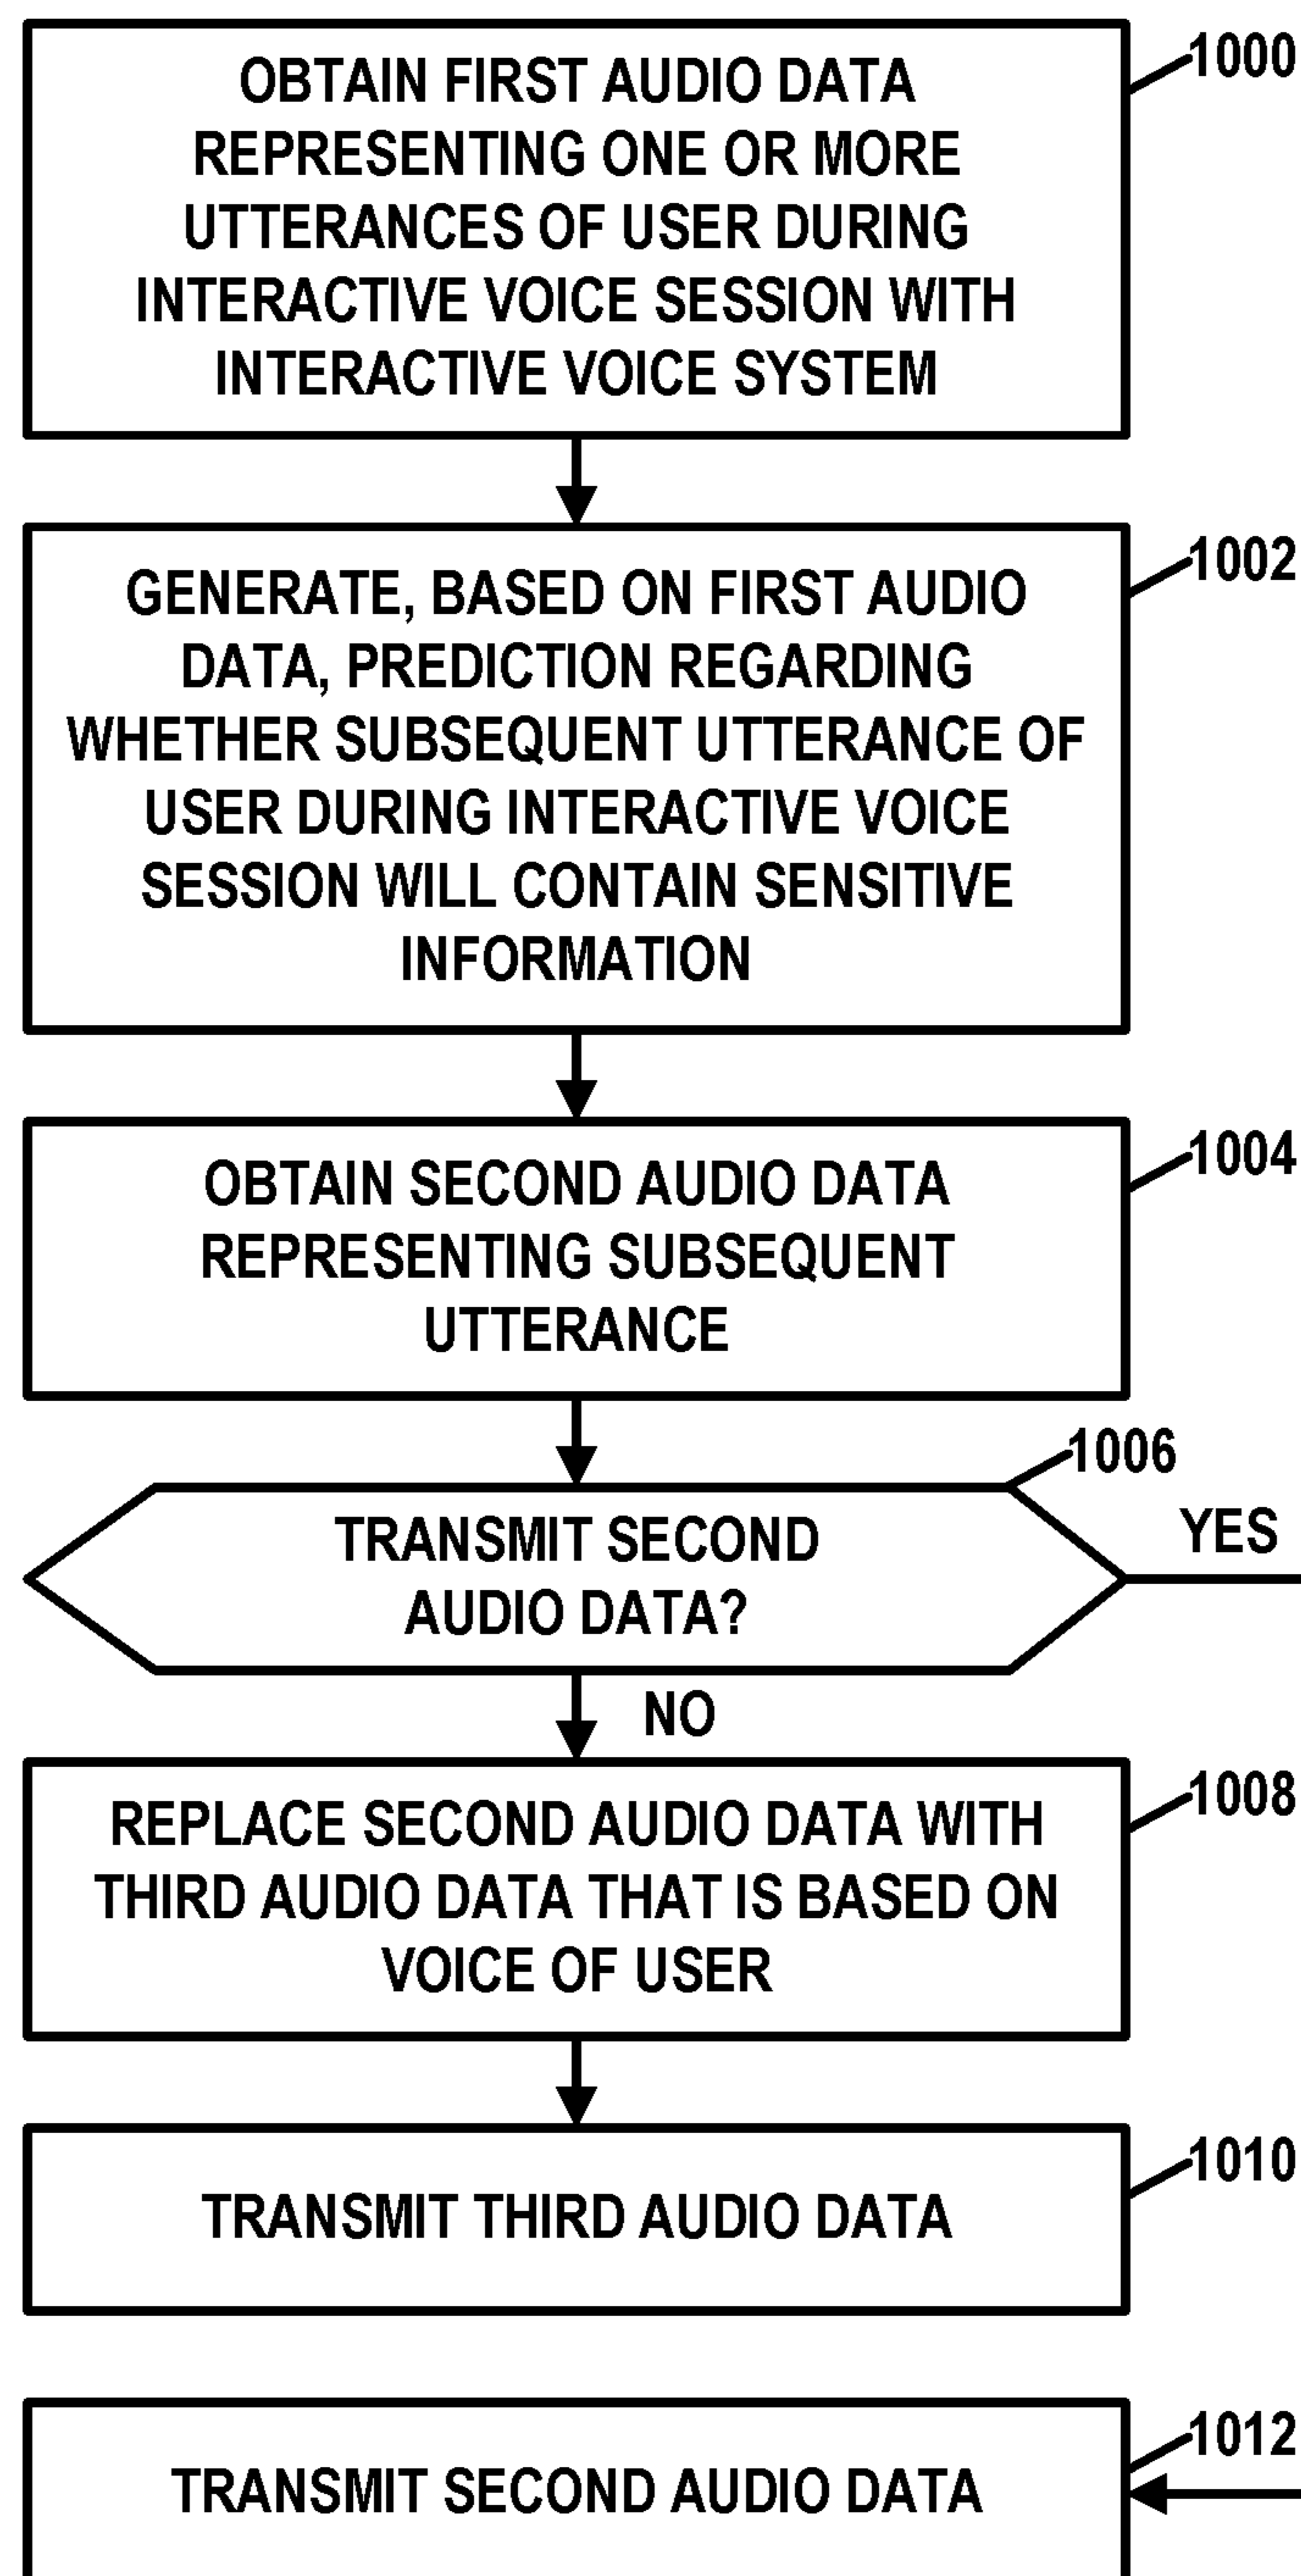 1000
OBTAIN FIRST AUDIO DATA
REPRESENTING ONE OR MORE
UTTERANCES OF USER DURING
INTERACTIVE VOICE SESSION WITH
INTERACTIVE VOICE SYSTEM
1002
GENERATE, BASED ON FIRST AUDIO
DATA, PREDICTION REGARDING
WHETHER SUBSEQUENT UTTERANCE OF
USER DURING INTERACTIVE VOICE
SESSION WILL CONTAIN SENSITIVE
INFORMATION
1004
OBTAIN SECOND AUDIO DATA
REPRESENTING SUBSEQUENT
UTTERANCE
1006
TRANSMIT SECOND
AUDIO DATA?
YES
NO
1008
REPLACE SECOND AUDIO DATA WITH
THIRD AUDIO DATA THAT IS BASED ON
VOICE OF USER
1010
TRANSMIT THIRD AUDIO DATA
1012
TRANSMIT SECOND AUDIO DATA